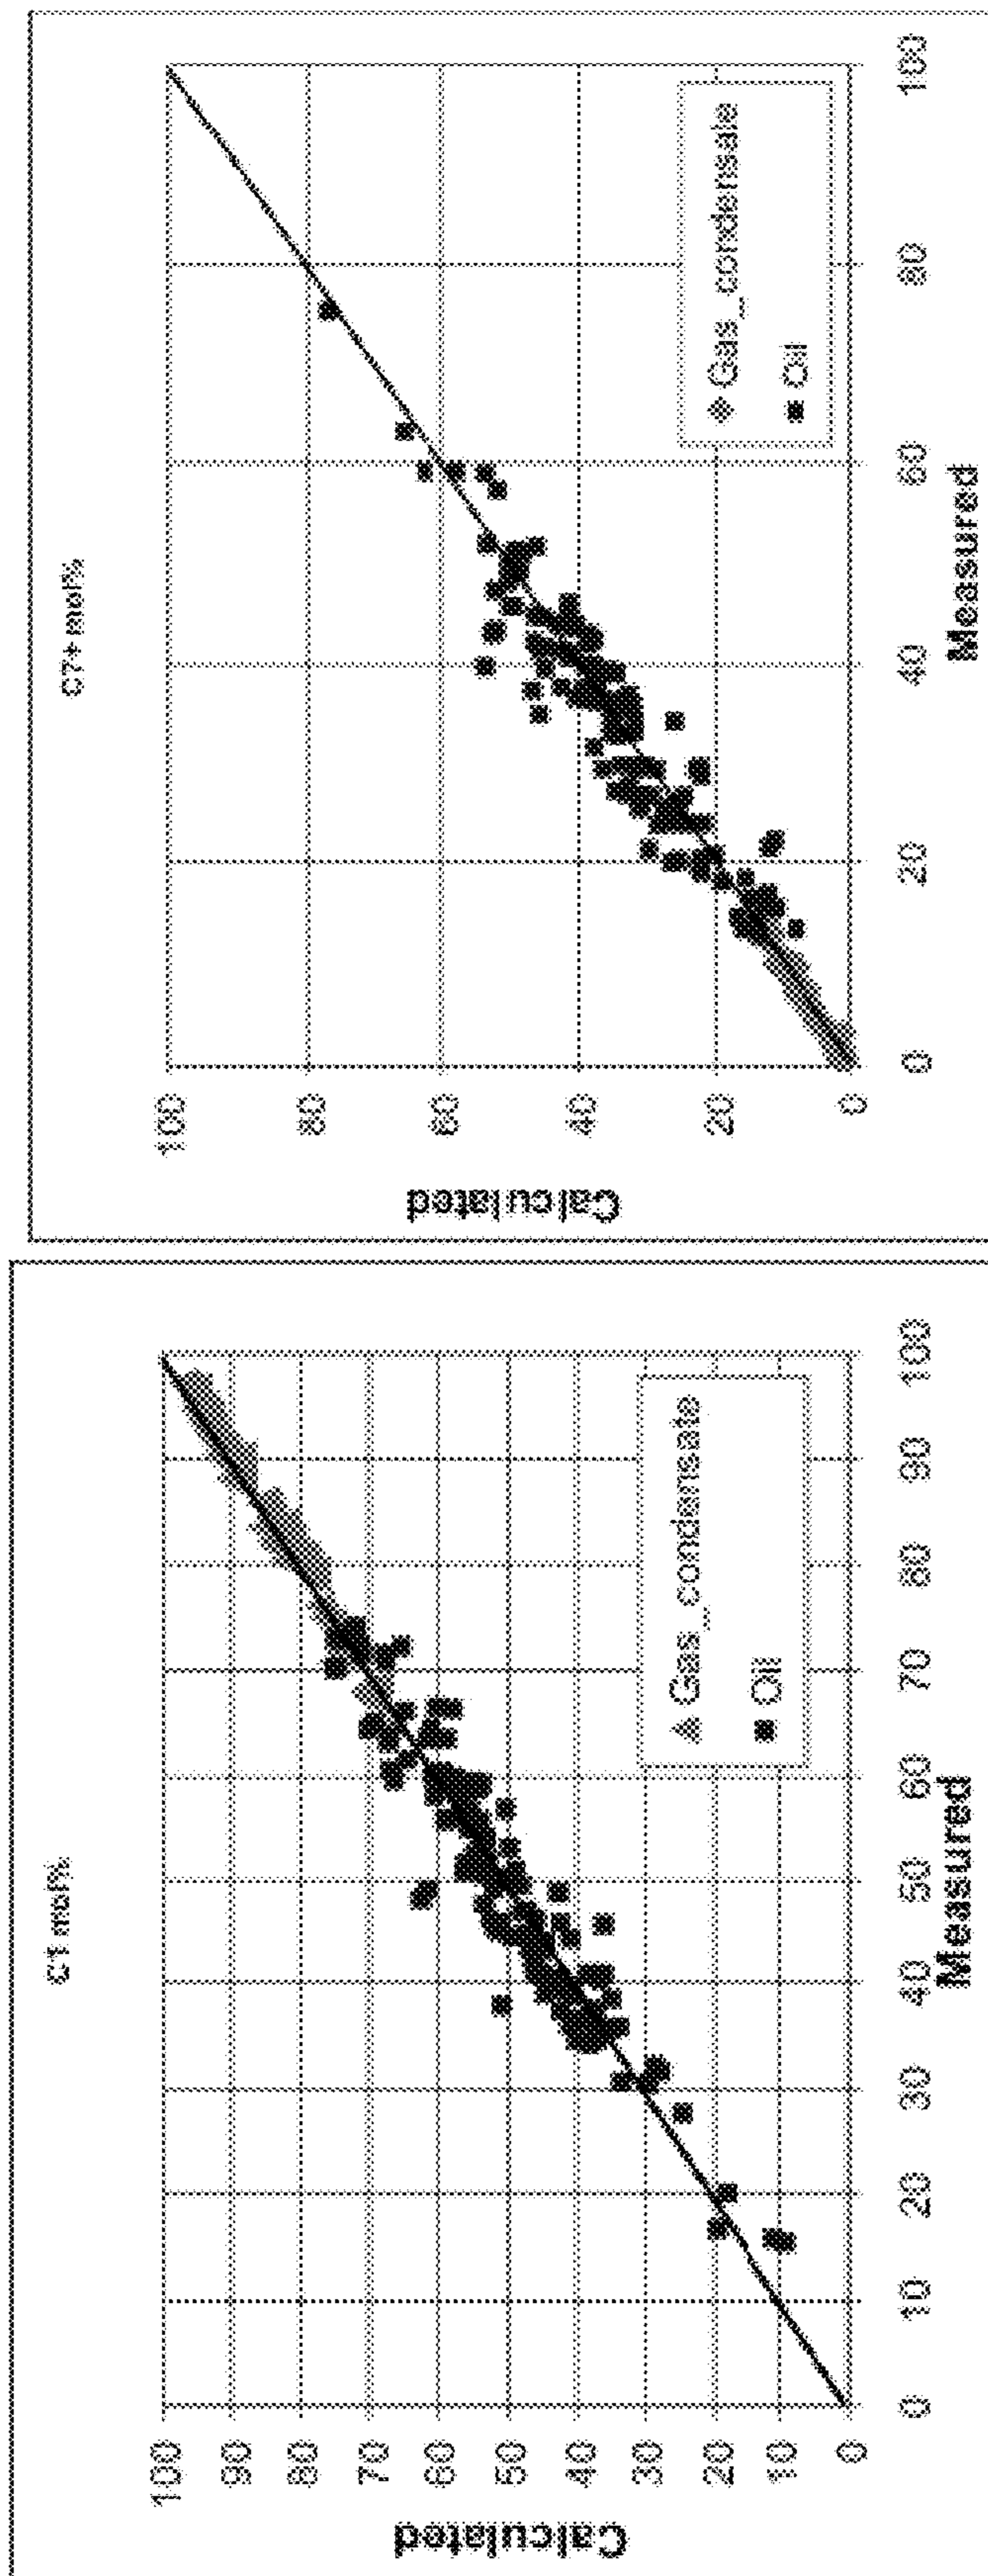 C1 mol%
Calculated
100
90
80
70
60
50
40
30
20
10
0
0 10 20 30 40 50 60 70 80 90 100
Measured
Gas_condensate
Oil
C7+ mol%
Calculated
100
80
60
40
20
0
0 20 40 60 80 100
Measured
Gas_condensate
Oil